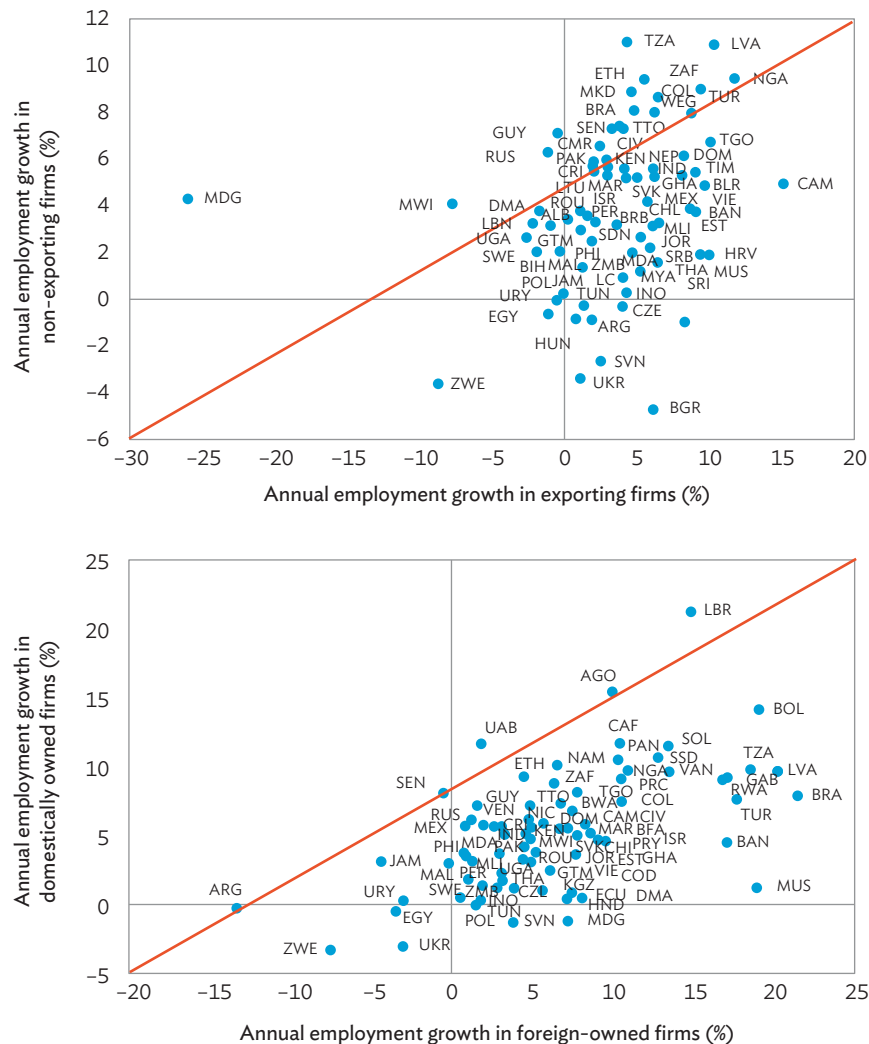 Annual employment growth in
non-exporting firms (%)
12
10
8
6
4
2
0
−2
−4
−6
TZA LVA
ETH ZAF NGA
MKD COL
BRA WEG TUR
GUY SEN TTO
CMR CIV TGO
RUS PAK KEN NEP DOM
CRI IND TIM
MDG LTU MAR GHA BLR CAM
MWI DMA ROU ISR SVK MEX VIE
LBN ALB PER BRB CHL BAN
UGA SDN MLI EST
GTM JOR
SWE PHI MDA SRB HRV
BIH MAL ZMB MYA THA MUS
POL JAM LC SRI
URY TUN INO
EGY ARG CZE
HUN
SVN
ZWE UKR
BGR
−30 −25 −20 −15 −10 −5 0 5 10 15 20
Annual employment growth in exporting firms (%)
Annual employment growth in
domestically owned firms (%)
25
20
15
10
5
0
−5
LBR
AGO
BOL
UAB CAF SOL
ETH NAM PAN SSD TZA
SEN ZAF NGA VAN GAB LVA
GUY TTO TGO PRC RWA BRA
RUS VEN NIC BWA COL TUR
MEX CRI DOM CAM CIV
IND KEN MAR BFA
PHI MDA PAK MWI SVK CHL PRY ISR BAN
JAM MLI ROU JOR EST GHA
MAL PER UGA GTM VIE
ARG THA COD
URY SWE ZMB CZL KGZ ECU DMA MUS
INO HND
EGY TUN
POL SVN MDG
ZWE UKR
−20 −15 −10 −5 0 5 10 15 20 25
Annual employment growth in foreign-owned firms (%)